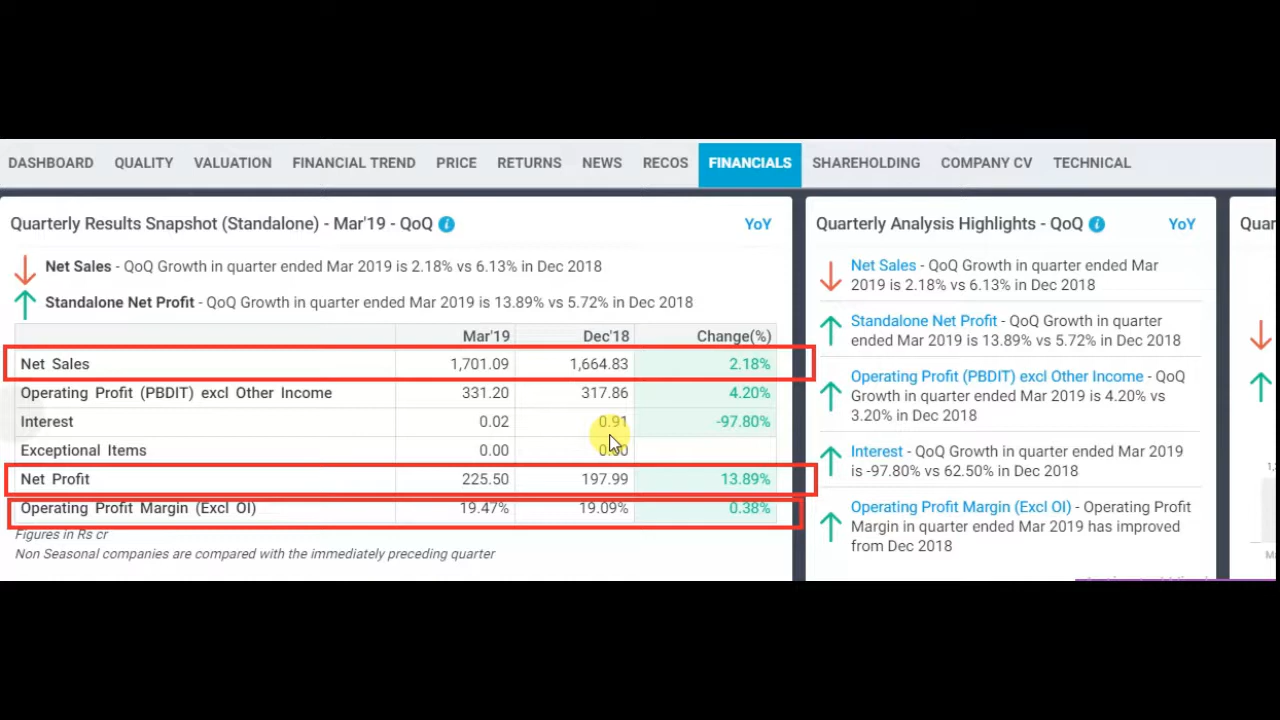 DASHBOARD QUALITY VALUATION FINANCIAL TREND PRICE RETURNS NEWS RECOS FINANCIALS SHAREHOLDING COMPANY CV TECHNICAL
Quarterly Results Snapshot (Standalone) - Mar'19 - QoQ YoY
Net Sales - QoQ Growth in quarter ended Mar 2019 is 2.18% vs 6.13% in Dec 2018
Standalone Net Profit - QoQ Growth in quarter ended Mar 2019 is 13.89% vs 5.72% in Dec 2018
Mar'19 Dec'18 Change(%)
Net Sales 1,701.09 1,664.83 2.18%
Operating Profit (PBDIT) excl Other Income 331.20 317.86 4.20%
Interest 0.02 0.91 -97.80%
Exceptional Items 0.00
Net Profit 225.50 197.99 13.89%
Operating Profit Margin (Excl OI) 19.47% 19.09% 0.38%
Figures in Rs cr
Non Seasonal companies are compared with the immediately preceding quarter
Quarterly Analysis Highlights - QoQ YoY
Net Sales - QoQ Growth in quarter ended Mar
2019 is 2.18% vs 6.13% in Dec 2018
Standalone Net Profit - QoQ Growth in quarter
ended Mar 2019 is 13.89% vs 5.72% in Dec 2018
Operating Profit (PBDIT) excl Other Income - QoQ
Growth in quarter ended Mar 2019 is 4.20% vs
3.20% in Dec 2018
Interest - QoQ Growth in quarter ended Mar 2019
is -97.80% vs 62.50% in Dec 2018
Operating Profit Margin (Excl OI) - Operating Profit
Margin in quarter ended Mar 2019 has improved
from Dec 2018
Quar